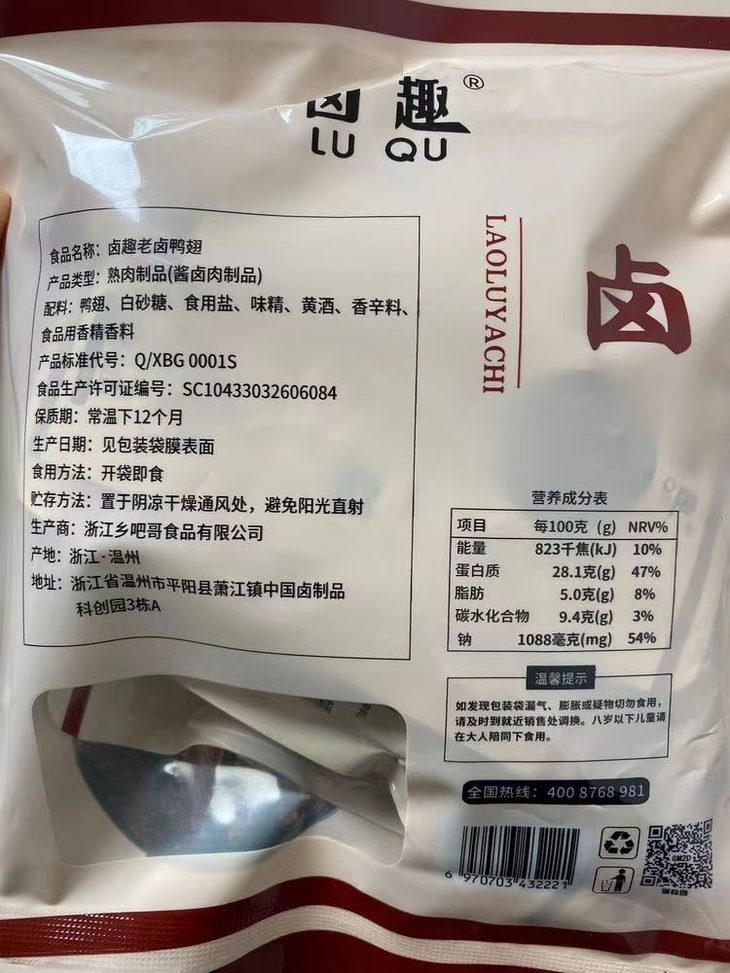 卤趣®
LU QU
食品名称：卤趣老卤鸭翅
产品类型：熟肉制品(酱卤肉制品)
配料：鸭翅、白砂糖、食用盐、味精、黄酒、香辛料、
食品用香精香料
产品标准代号：Q/XBG 0001S
食品生产许可证编号：SC10433032606084
保质期：常温下12个月
生产日期：见包装袋膜表面
食用方法：开袋即食
贮存方法：置于阴凉干燥通风处，避免阳光直射
生产商：浙江乡吧哥食品有限公司
产地：浙江·温州
地址：浙江省温州市平阳县萧江镇中国卤制品
科创园3栋A
LAOLUYACHI
卤
营养成分表
项目 每100克 (g) NRV%
能量 823千焦(kJ) 10%
蛋白质 28.1克(g) 47%
脂肪 5.0克(g) 8%
碳水化合物 9.4克(g) 3%
钠 1088毫克(mg) 54%
温馨提示
如发现包装袋漏气、膨胀或疑物切勿食用，
请及时到就近销售处调换。八岁以下儿童请
在大人陪同下食用。
全国热线：400 8768 981
6 970703 432221